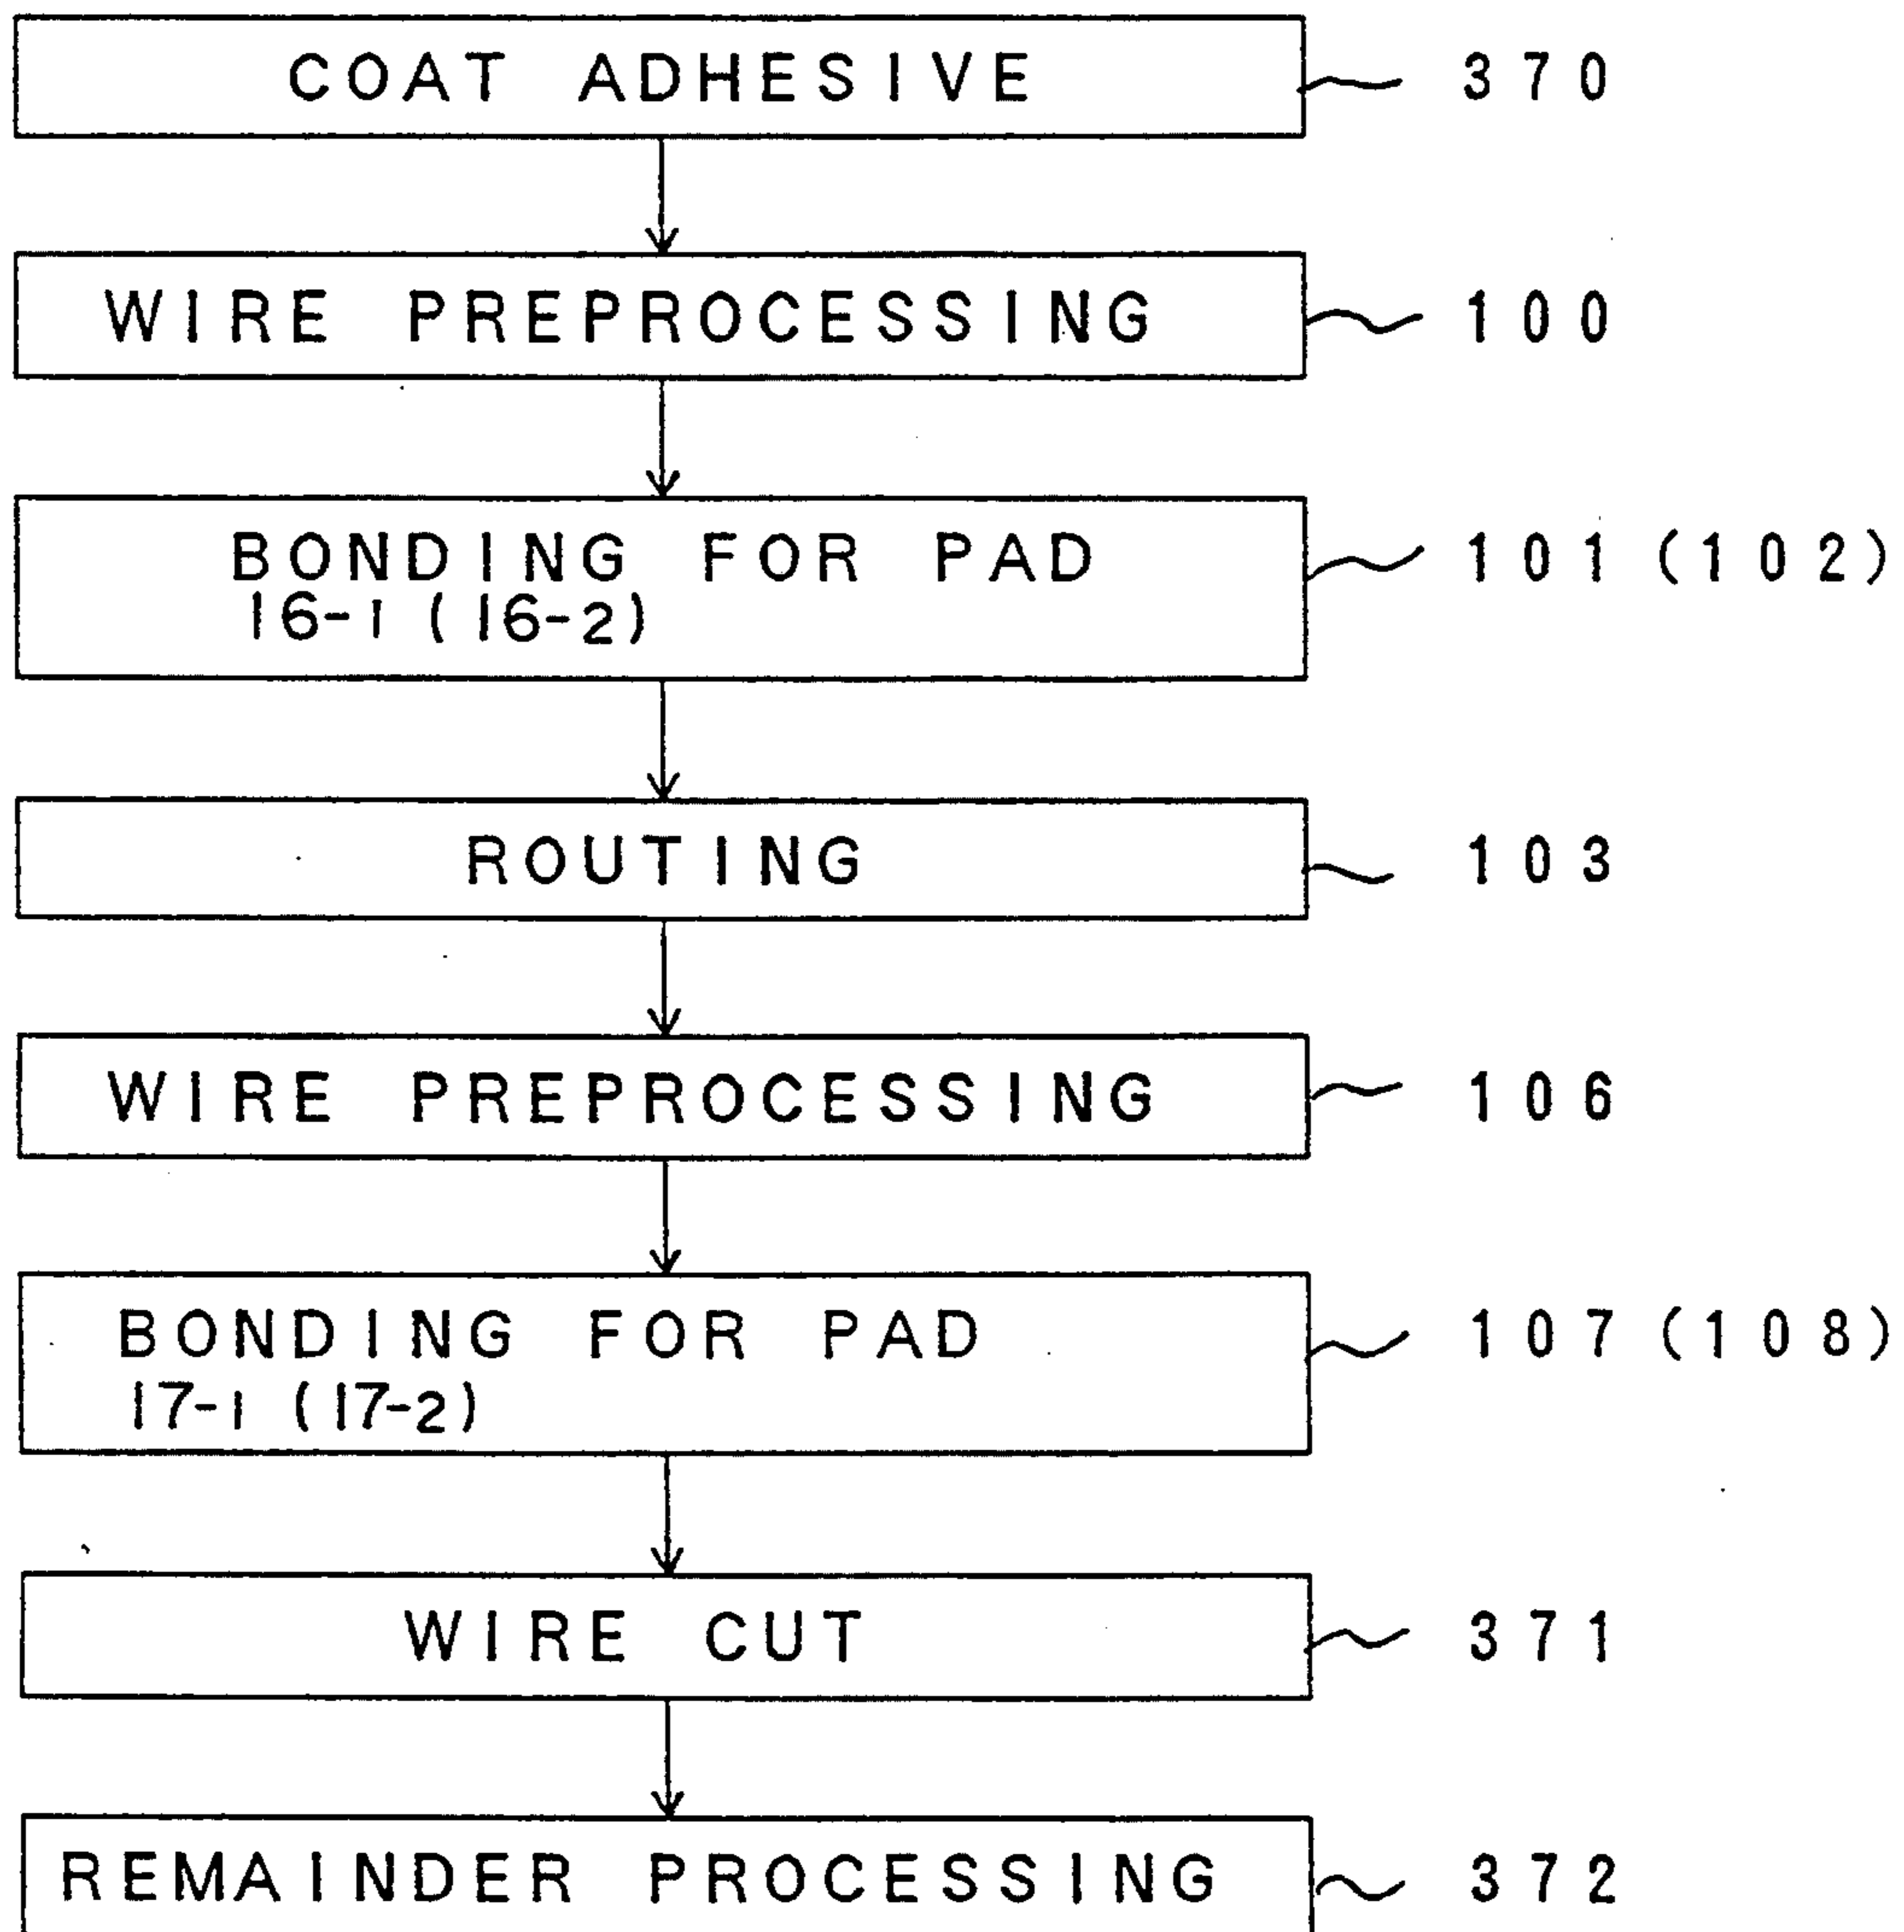 COAT ADHESIVE 370
WIRE PREPROCESSING 100
BONDING FOR PAD 101 (102)
16-1 (16-2)
ROUTING 103
WIRE PREPROCESSING 106
BONDING FOR PAD 107 (108)
17-1 (17-2)
WIRE CUT 371
REMAINDER PROCESSING 372